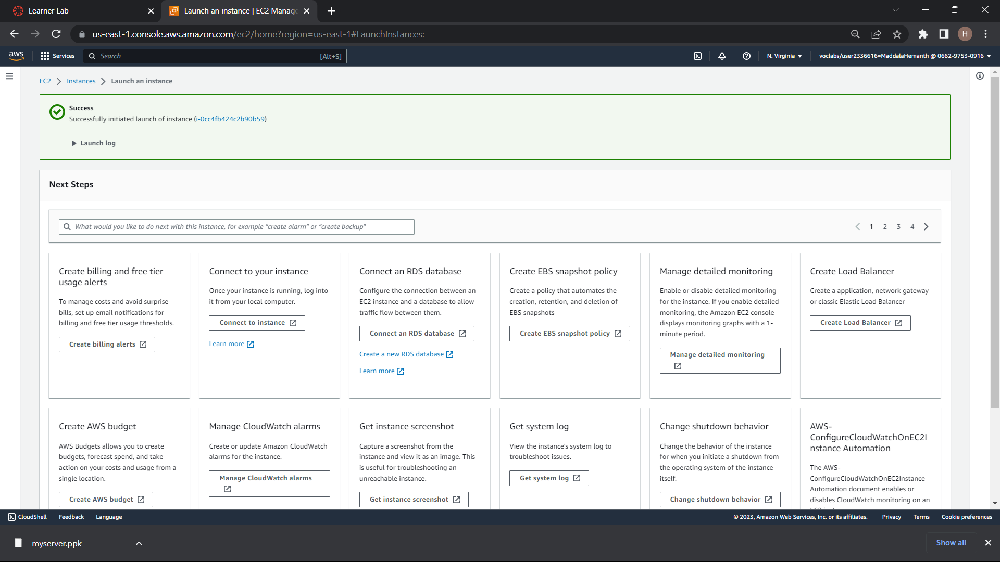 Learner Lab
Launch an instance | EC2 Manage
us-east-1.console.aws.amazon.com/ec2/home?region=us-east-1#LaunchInstances:
H
aws
Services
Search
[Alt+S]
N. Virginia
voclabs/user2336616=MaddalaHemanth @ 0662-9753-0916
EC2
Instances
Launch an instance
Success
Successfully initiated launch of instance (i-0cc4fb424c2b90b59)
Launch log
Next Steps
What would you like to do next with this instance, for example “create alarm” or “create backup”
1 2 3 4
Create billing and free tier
usage alerts
To manage costs and avoid surprise
bills, set up email notifications for
billing and free tier usage thresholds.
Create billing alerts
Connect to your instance
Once your instance is running, log into
it from your local computer.
Connect to instance
Learn more
Connect an RDS database
Configure the connection between an
EC2 instance and a database to allow
traffic flow between them.
Connect an RDS database
Create a new RDS database
Learn more
Create EBS snapshot policy
Create a policy that automates the
creation, retention, and deletion of
EBS snapshots
Create EBS snapshot policy
Manage detailed monitoring
Enable or disable detailed monitoring
for the instance. If you enable detailed
monitoring, the Amazon EC2 console
displays monitoring graphs with a 1-
minute period.
Manage detailed monitoring
Create Load Balancer
Create a application, network gateway
or classic Elastic Load Balancer
Create Load Balancer
Create AWS budget
AWS Budgets allows you to create
budgets, forecast spend, and take
action on your costs and usage from a
single location.
Create AWS budget
Manage CloudWatch alarms
Create or update Amazon CloudWatch
alarms for the instance.
Manage CloudWatch alarms
Get instance screenshot
Capture a screenshot from the
instance and view it as an image. This
is useful for troubleshooting an
unreachable instance.
Get instance screenshot
Get system log
View the instance's system log to
troubleshoot issues.
Get system log
Change shutdown behavior
Change the behavior of the instance
for when you initiate a shutdown from
the operating system of the instance
itself.
Change shutdown behavior
AWS-
ConfigureCloudWatchOnEC2I
nstance Automation
The AWS-
ConfigureCloudWatchOnEC2Instance
Automation document enables or
disables CloudWatch monitoring on an
CloudShell
Feedback
Language
© 2023, Amazon Web Services, Inc. or its affiliates.
Privacy
Terms
Cookie preferences
myserver.ppk
Show all